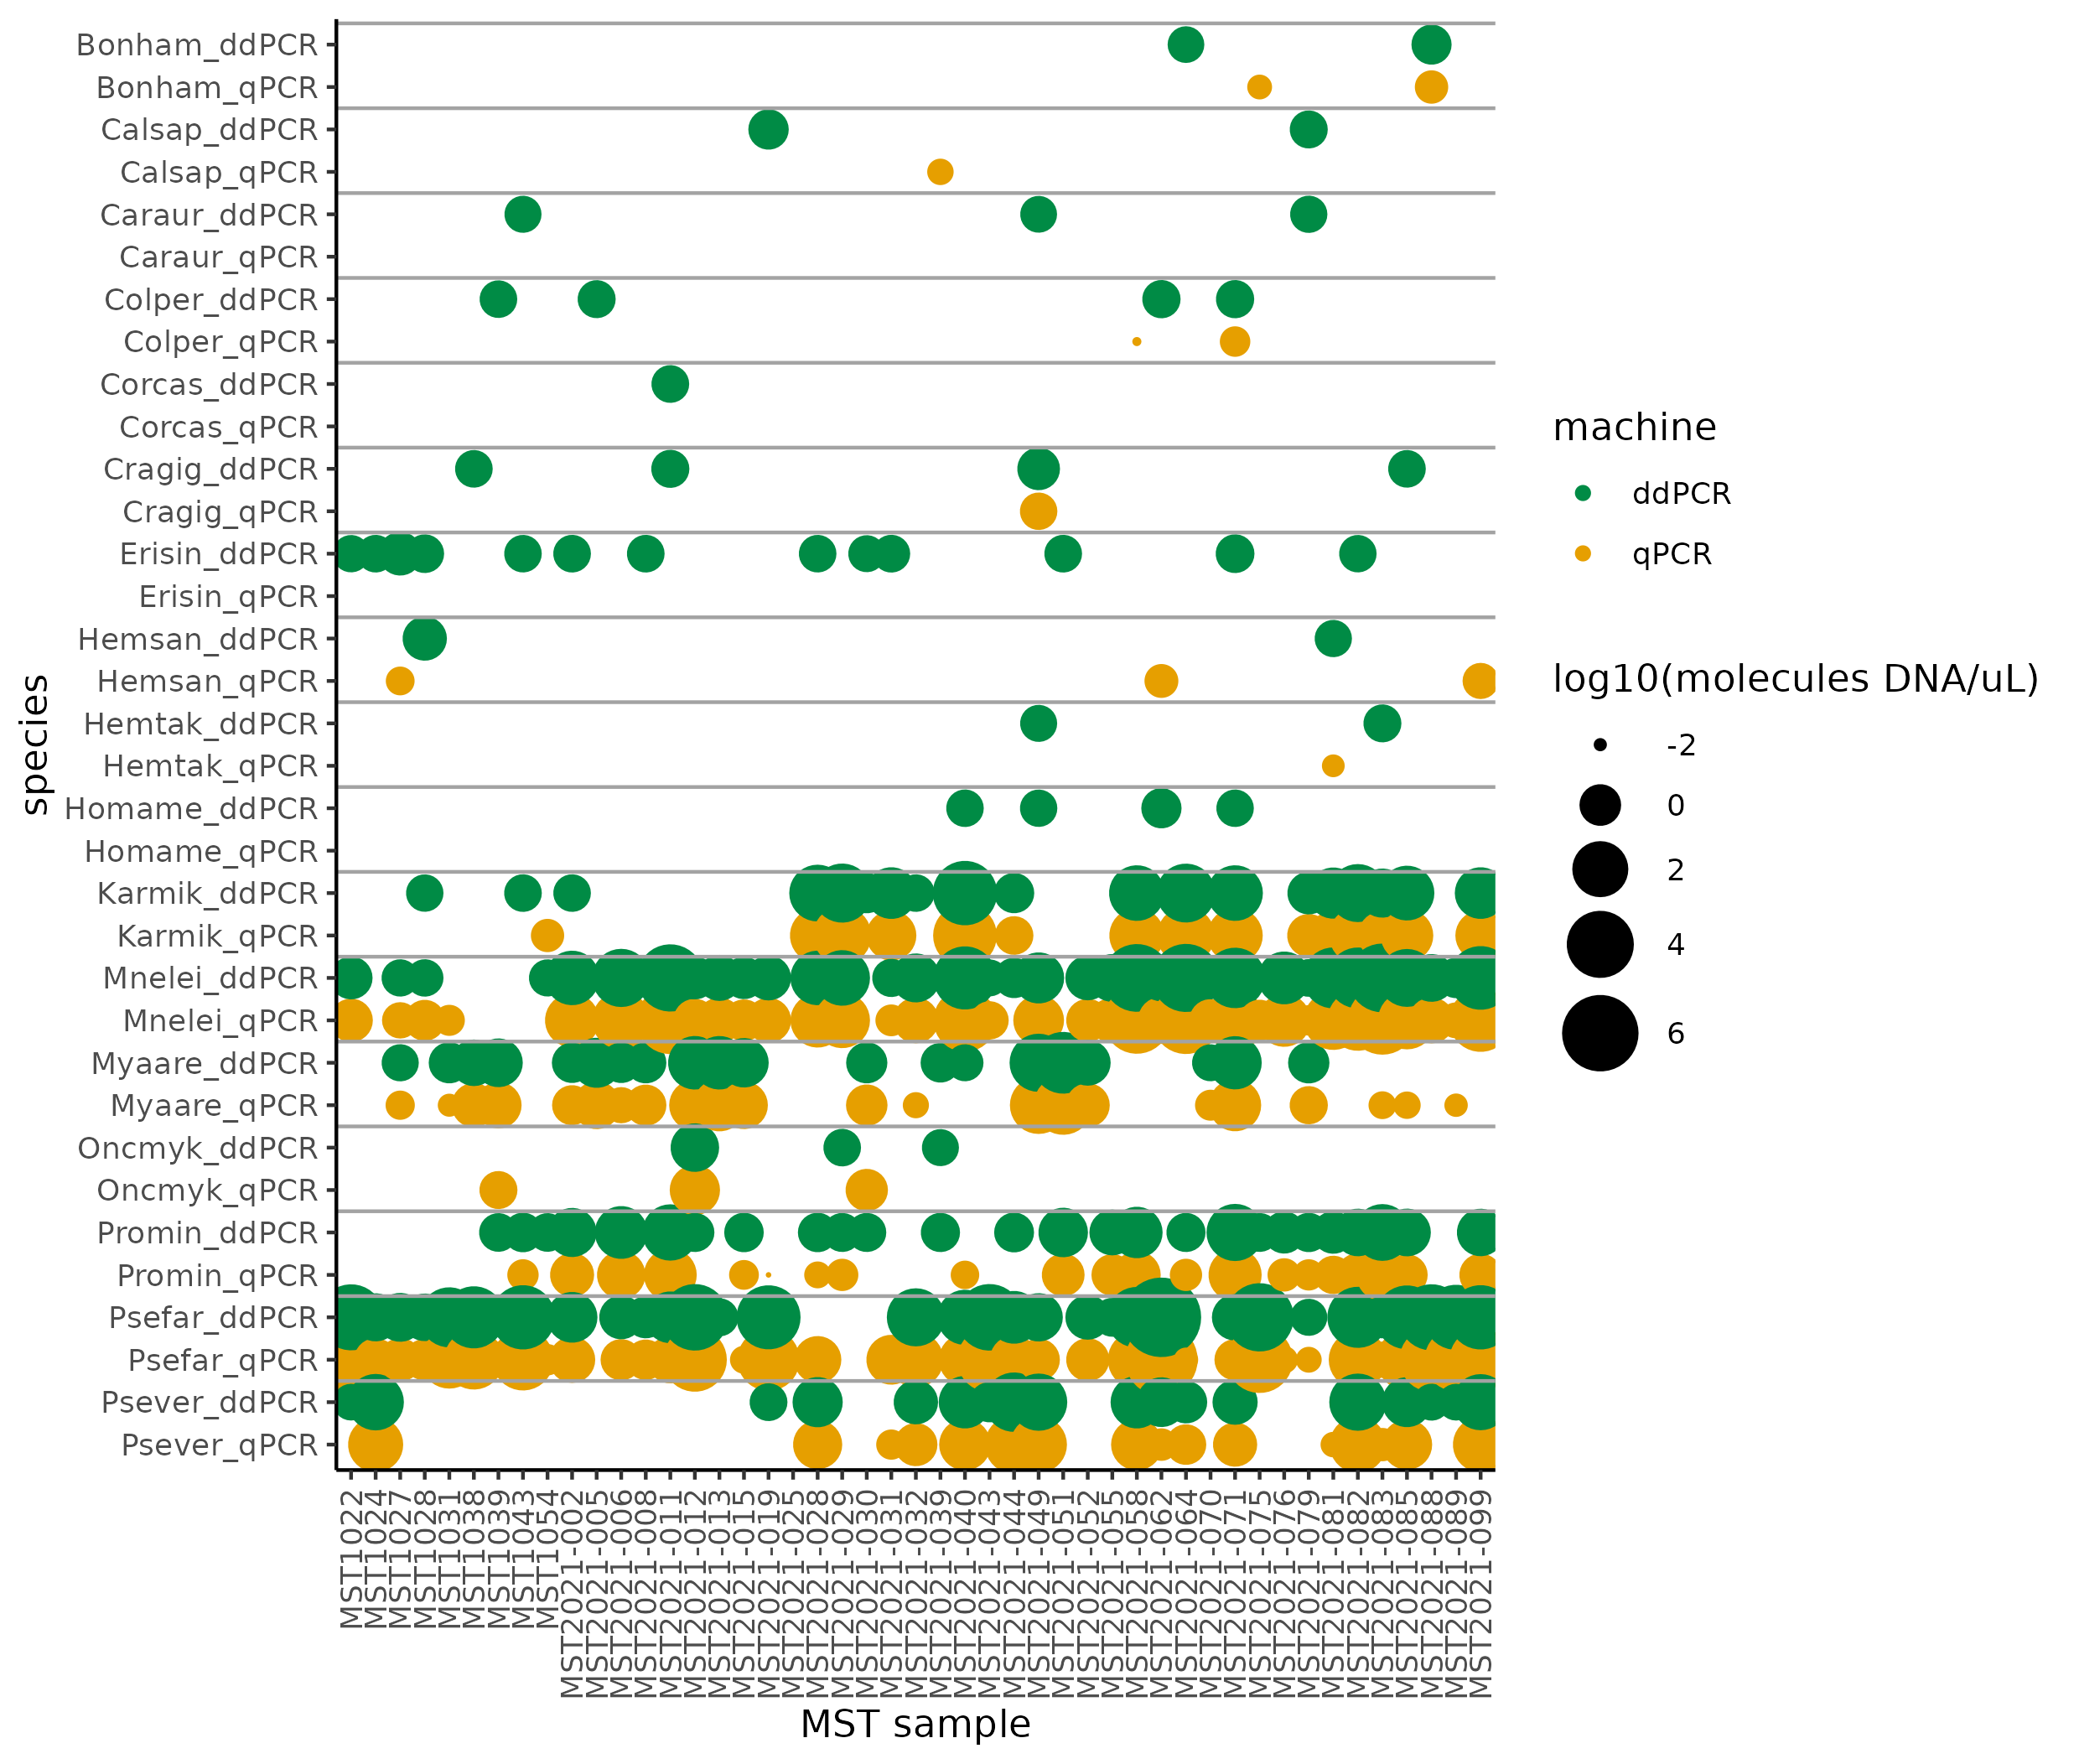 Bonham_ddPCR
Bonham_qPCR
Calsap_ddPCR
Calsap_qPCR
Caraur_ddPCR
Caraur_qPCR
Colper_ddPCR
Colper_qPCR
Corcas_ddPCR
Corcas_qPCR
Cragig_ddPCR
Cragig_qPCR
Erisin_ddPCR
Erisin_qPCR
Hemsan_ddPCR
Hemsan_qPCR
Hemtak_ddPCR
Hemtak_qPCR
Homame_ddPCR
Homame_qPCR
Karmik_ddPCR
Karmik_qPCR
Mnelei_ddPCR
Mnelei_qPCR
Myaare_ddPCR
Myaare_qPCR
Oncmyk_ddPCR
Oncmyk_qPCR
Promin_ddPCR
Promin_qPCR
Psefar_ddPCR
Psefar_qPCR
Psever_ddPCR
Psever_qPCR
species
MST1022
MST1024
MST1027
MST1028
MST1031
MST1038
MST1039
MST1043
MST1054
MST2021-002
MST2021-005
MST2021-006
MST2021-008
MST2021-011
MST2021-012
MST2021-013
MST2021-015
MST2021-019
MST2021-025
MST2021-028
MST2021-029
MST2021-030
MST2021-031
MST2021-032
MST2021-039
MST2021-040
MST2021-043
MST2021-044
MST2021-049
MST2021-051
MST2021-052
MST2021-055
MST2021-058
MST2021-062
MST2021-064
MST2021-070
MST2021-071
MST2021-075
MST2021-076
MST2021-079
MST2021-081
MST2021-082
MST2021-083
MST2021-085
MST2021-088
MST2021-089
MST2021-099
MST sample
machine
ddPCR
qPCR
log10(molecules DNA/uL)
-2
0
2
4
6